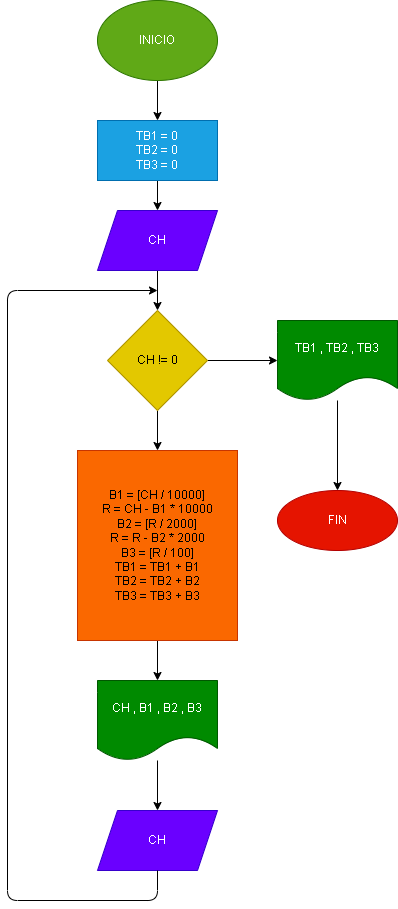 INICIO
TB1 = 0
TB2 = 0
TB3 = 0
CH
CH != 0
TB1 , TB2 , TB3
B1 = [CH / 10000]
R = CH - B1 * 10000
B2 = [R / 2000]
R = R - B2 * 2000
B3 = [R / 100]
TB1 = TB1 + B1
TB2 = TB2 + B2
TB3 = TB3 + B3
FIN
CH , B1 , B2 , B3
CH